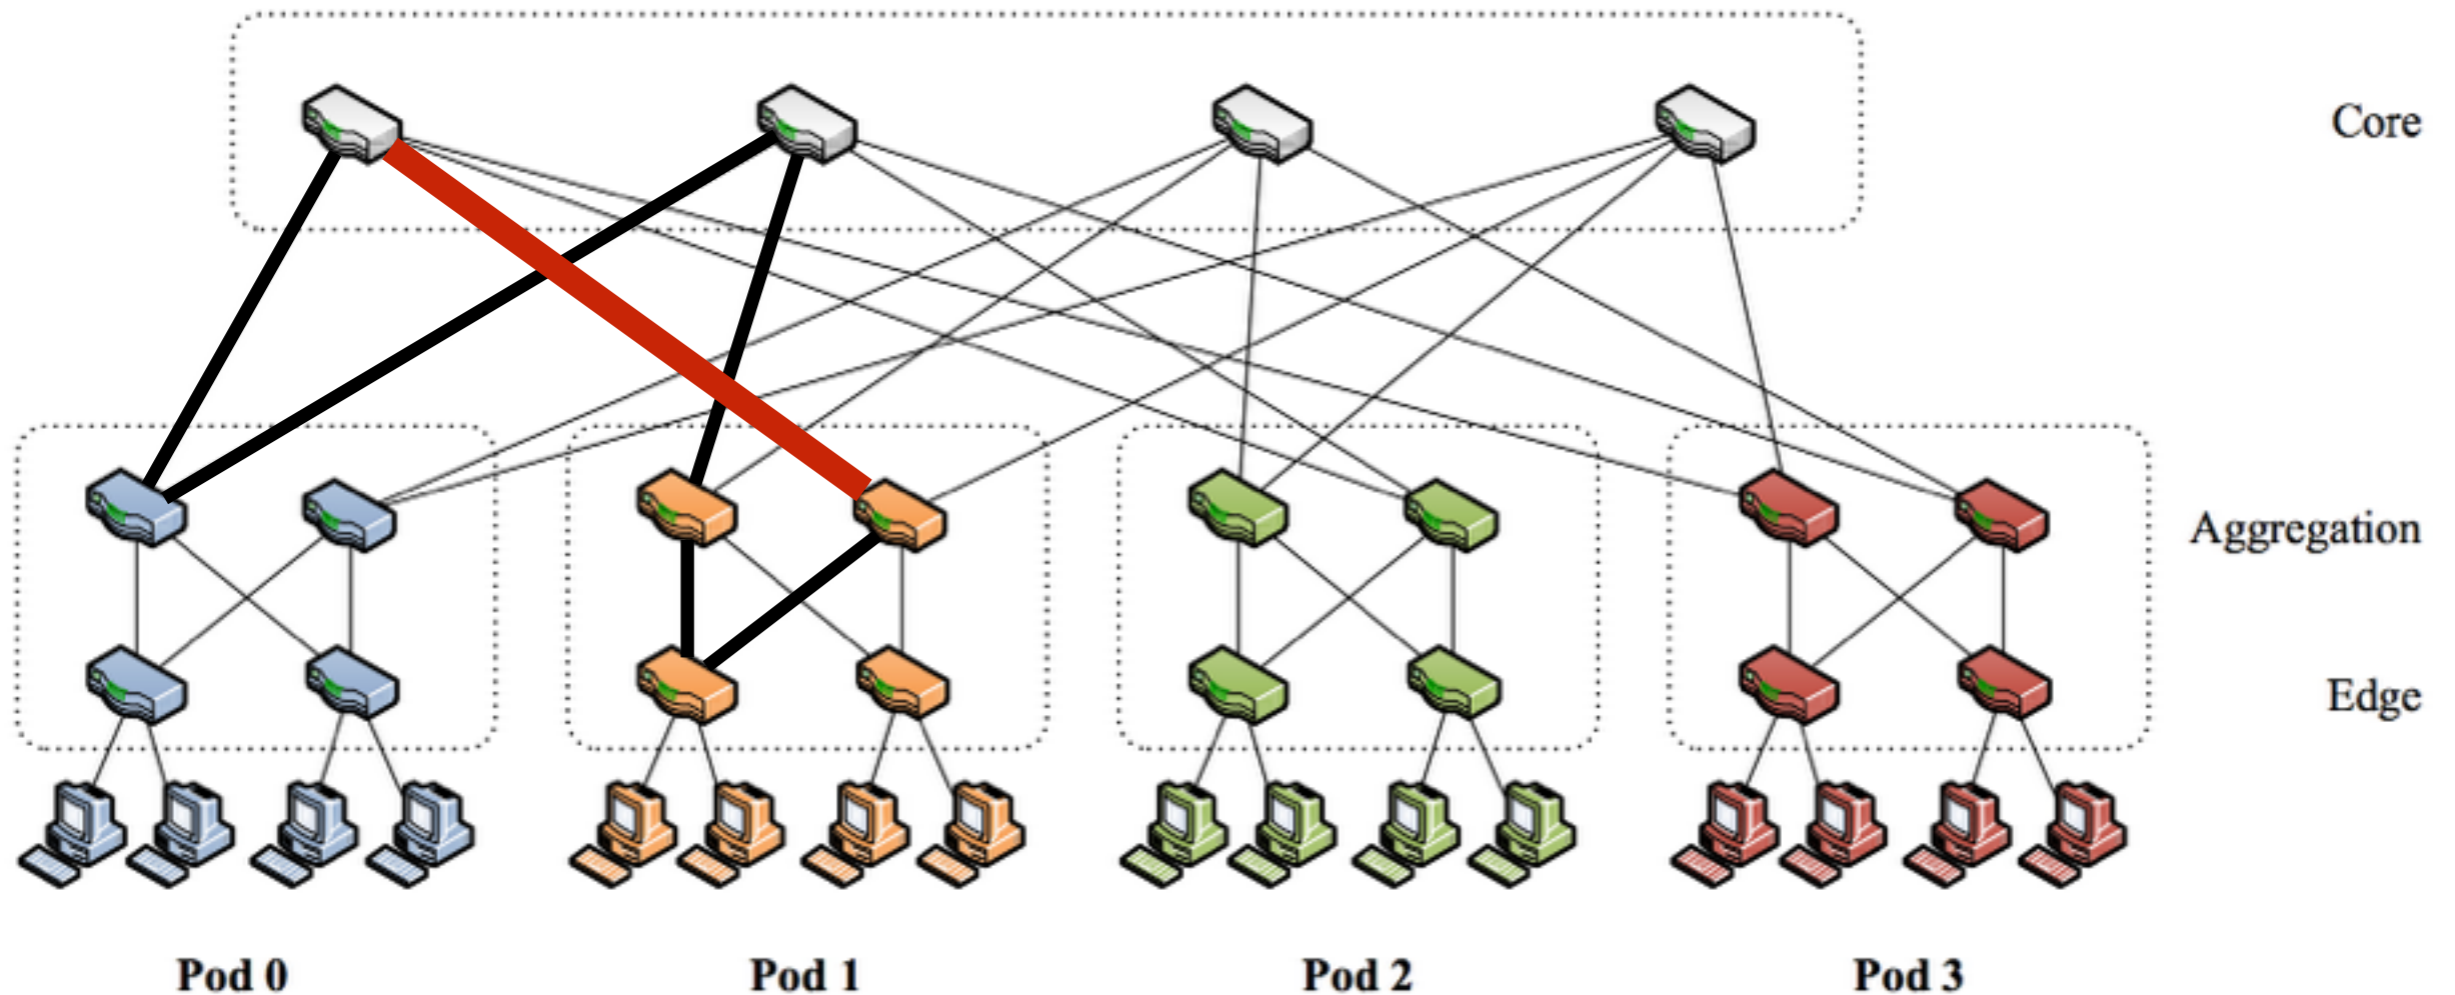 Core
Aggregation
Edge
Pod 0
Pod 1
Pod 2
Pod 3